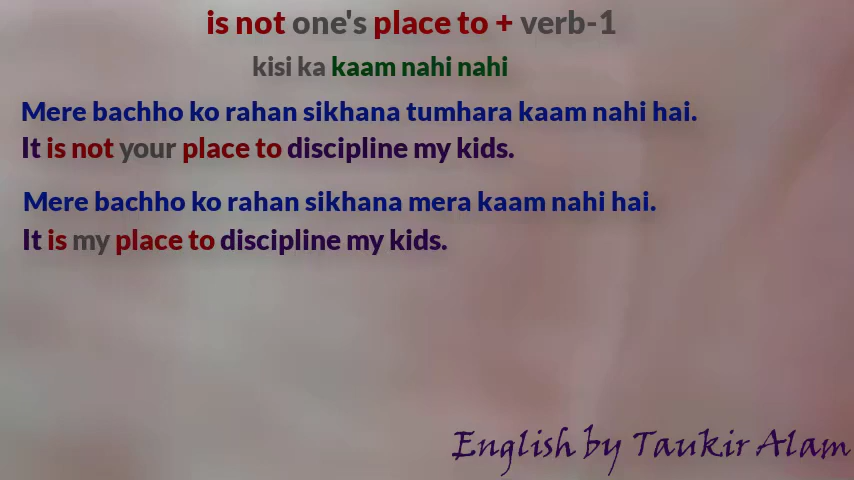 is not one's place to + verb-1
kisi ka kaam nahi nahi
Mere bachho ko rahan sikhana tumhara kaam nahi hai.
It is not your place to discipline my kids.
Mere bachho ko rahan sikhana mera kaam nahi hai.
It is my place to discipline my kids.
English by Taukir Alam